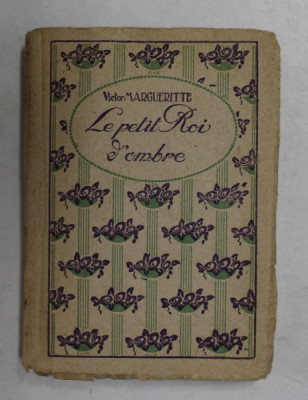 Victor MARGUERITTE
Le petit Roi
d'ombre